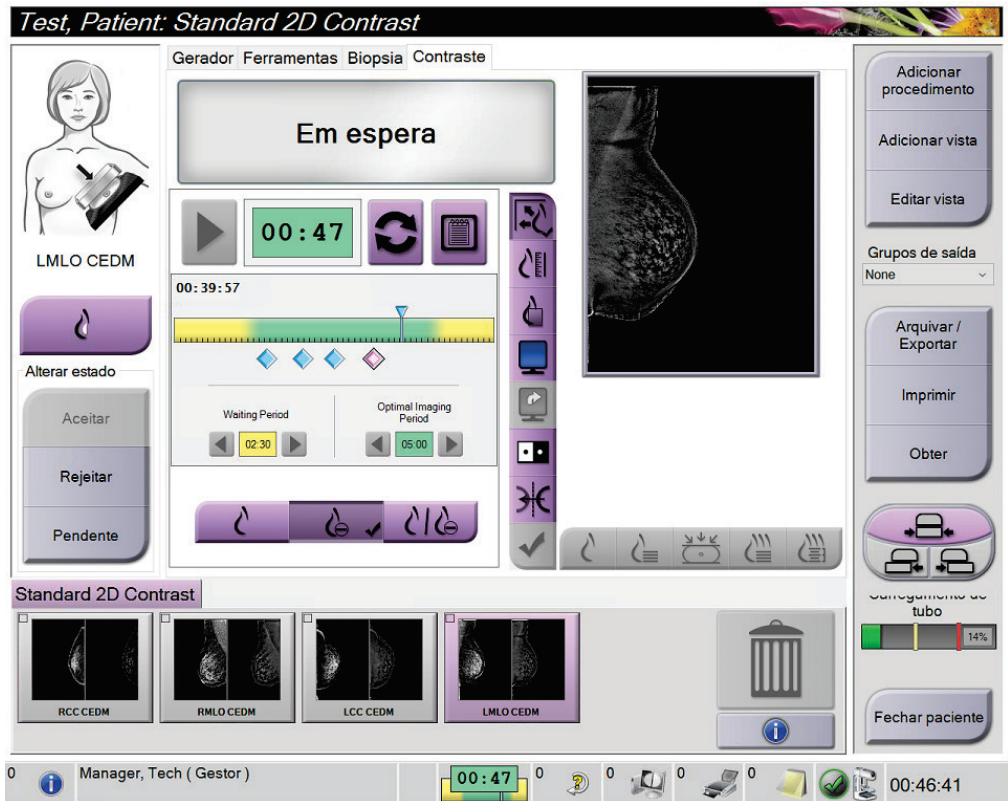 Test, Patient: Standard 2D Contrast
Gerador Ferramentas Biopsia Contraste
Em espera
00:47
00:39:57
Waiting Period
Optimal Imaging
Period
02:30
05:00
LMLO CEDM
Alterar estado
Aceitar
Rejeitar
Pendente
Adicionar
procedimento
Adicionar vista
Editar vista
Grupos de saída
None
Arquivar /
Exportar
Imprimir
Obter
Carregamento de
tubo
14%
Fechar paciente
Standard 2D Contrast
RCC CEDM
RMLO CEDM
LCC CEDM
LMLO CEDM
0
Manager, Tech ( Gestor )
00:47
0
0
0
0
00:46:41